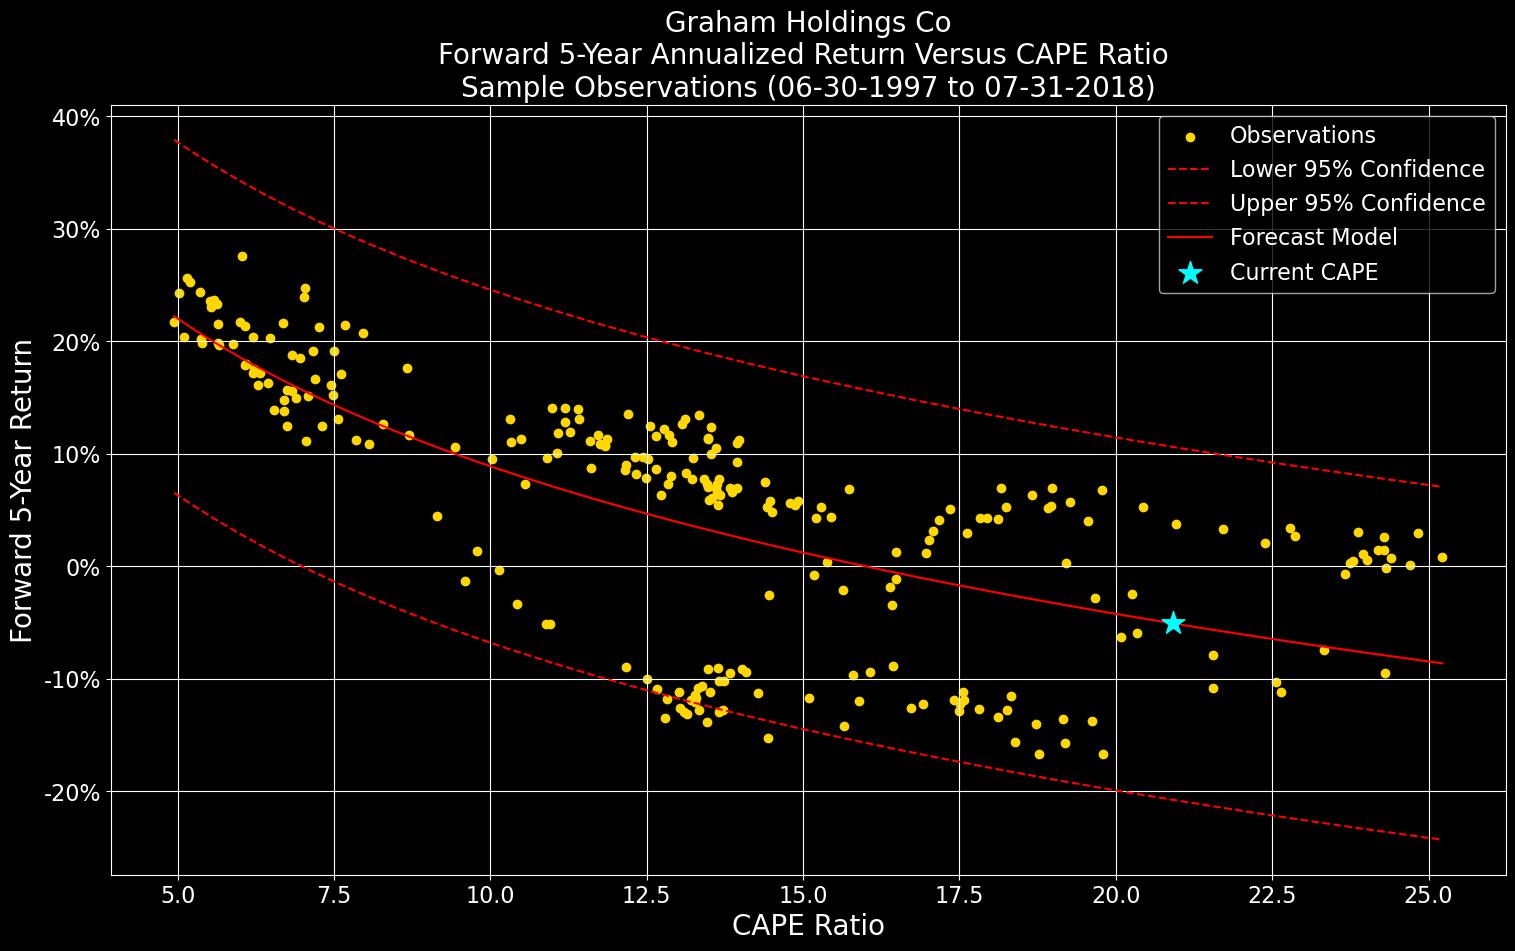 Graham Holdings Co
Forward 5-Year Annualized Return Versus CAPE Ratio
Sample Observations (06-30-1997 to 07-31-2018)
Observations
Lower 95% Confidence
Upper 95% Confidence
Forecast Model
Current CAPE
Forward 5-Year Return
40%
30%
20%
10%
0%
-10%
-20%
5.0 7.5 10.0 12.5 15.0 17.5 20.0 22.5 25.0
CAPE Ratio